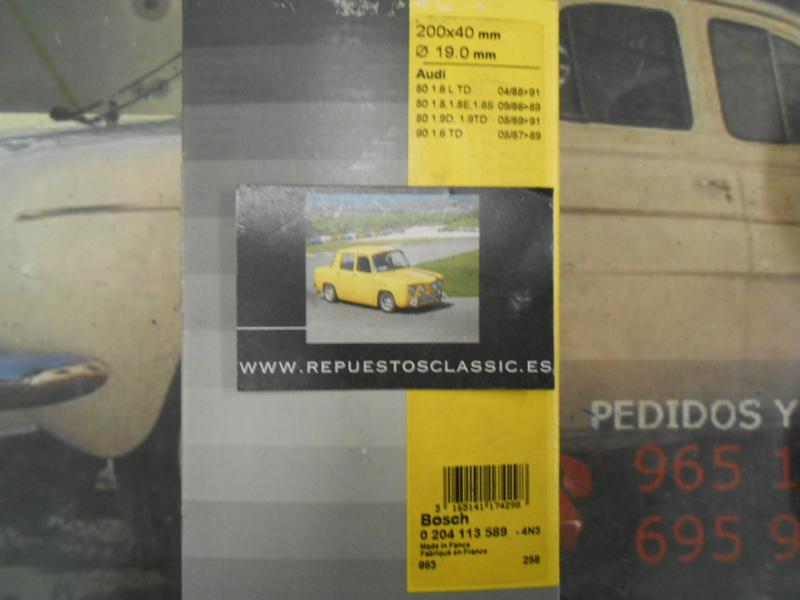 200x40 mm
Ø 19.0 mm
Audi
80 1.6 L TD 04/88>91
80 1.8,1.8E,1.8S 09/86>89
80 1.9D, 1.9TD - 08/89>91
90 1.6 TD 08/87>89
WWW.REPUESTOSCLASSIC.ES
PEDIDOS Y
965 1
695 9
3 165141 174298
Bosch
0 204 113 589 - 4N3
Made in France
Fabriqué en France
863 258